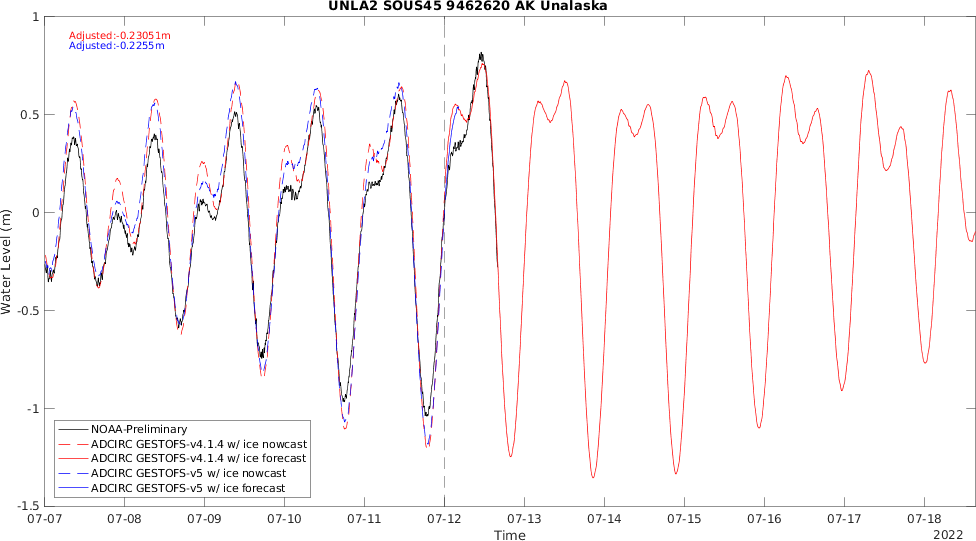 UNLA2 SOUS45 9462620 AK Unalaska
Adjusted:-0.23051m
Adjusted:-0.2255m
Water Level (m)
1
0.5
0
-0.5
-1
-1.5
NOAA-Preliminary
ADCIRC GESTOFS-v4.1.4 w/ ice nowcast
ADCIRC GESTOFS-v4.1.4 w/ ice forecast
ADCIRC GESTOFS-v5 w/ ice nowcast
ADCIRC GESTOFS-v5 w/ ice forecast
07-07 07-08 07-09 07-10 07-11 07-12 07-13 07-14 07-15 07-16 07-17 07-18
Time
2022